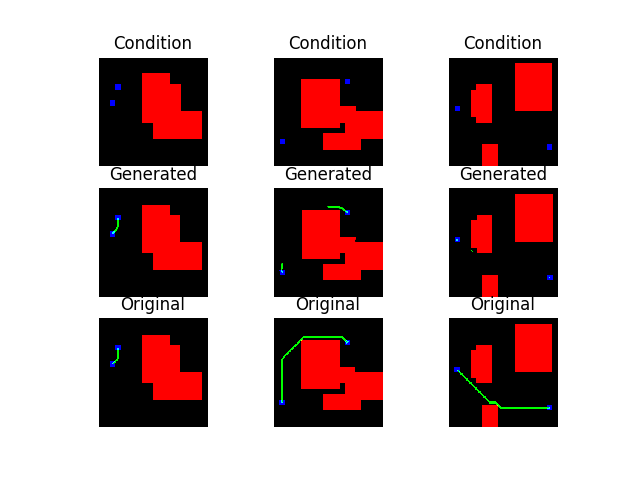 Condition Condition Condition
Generated Generated Generated
Original Original Original